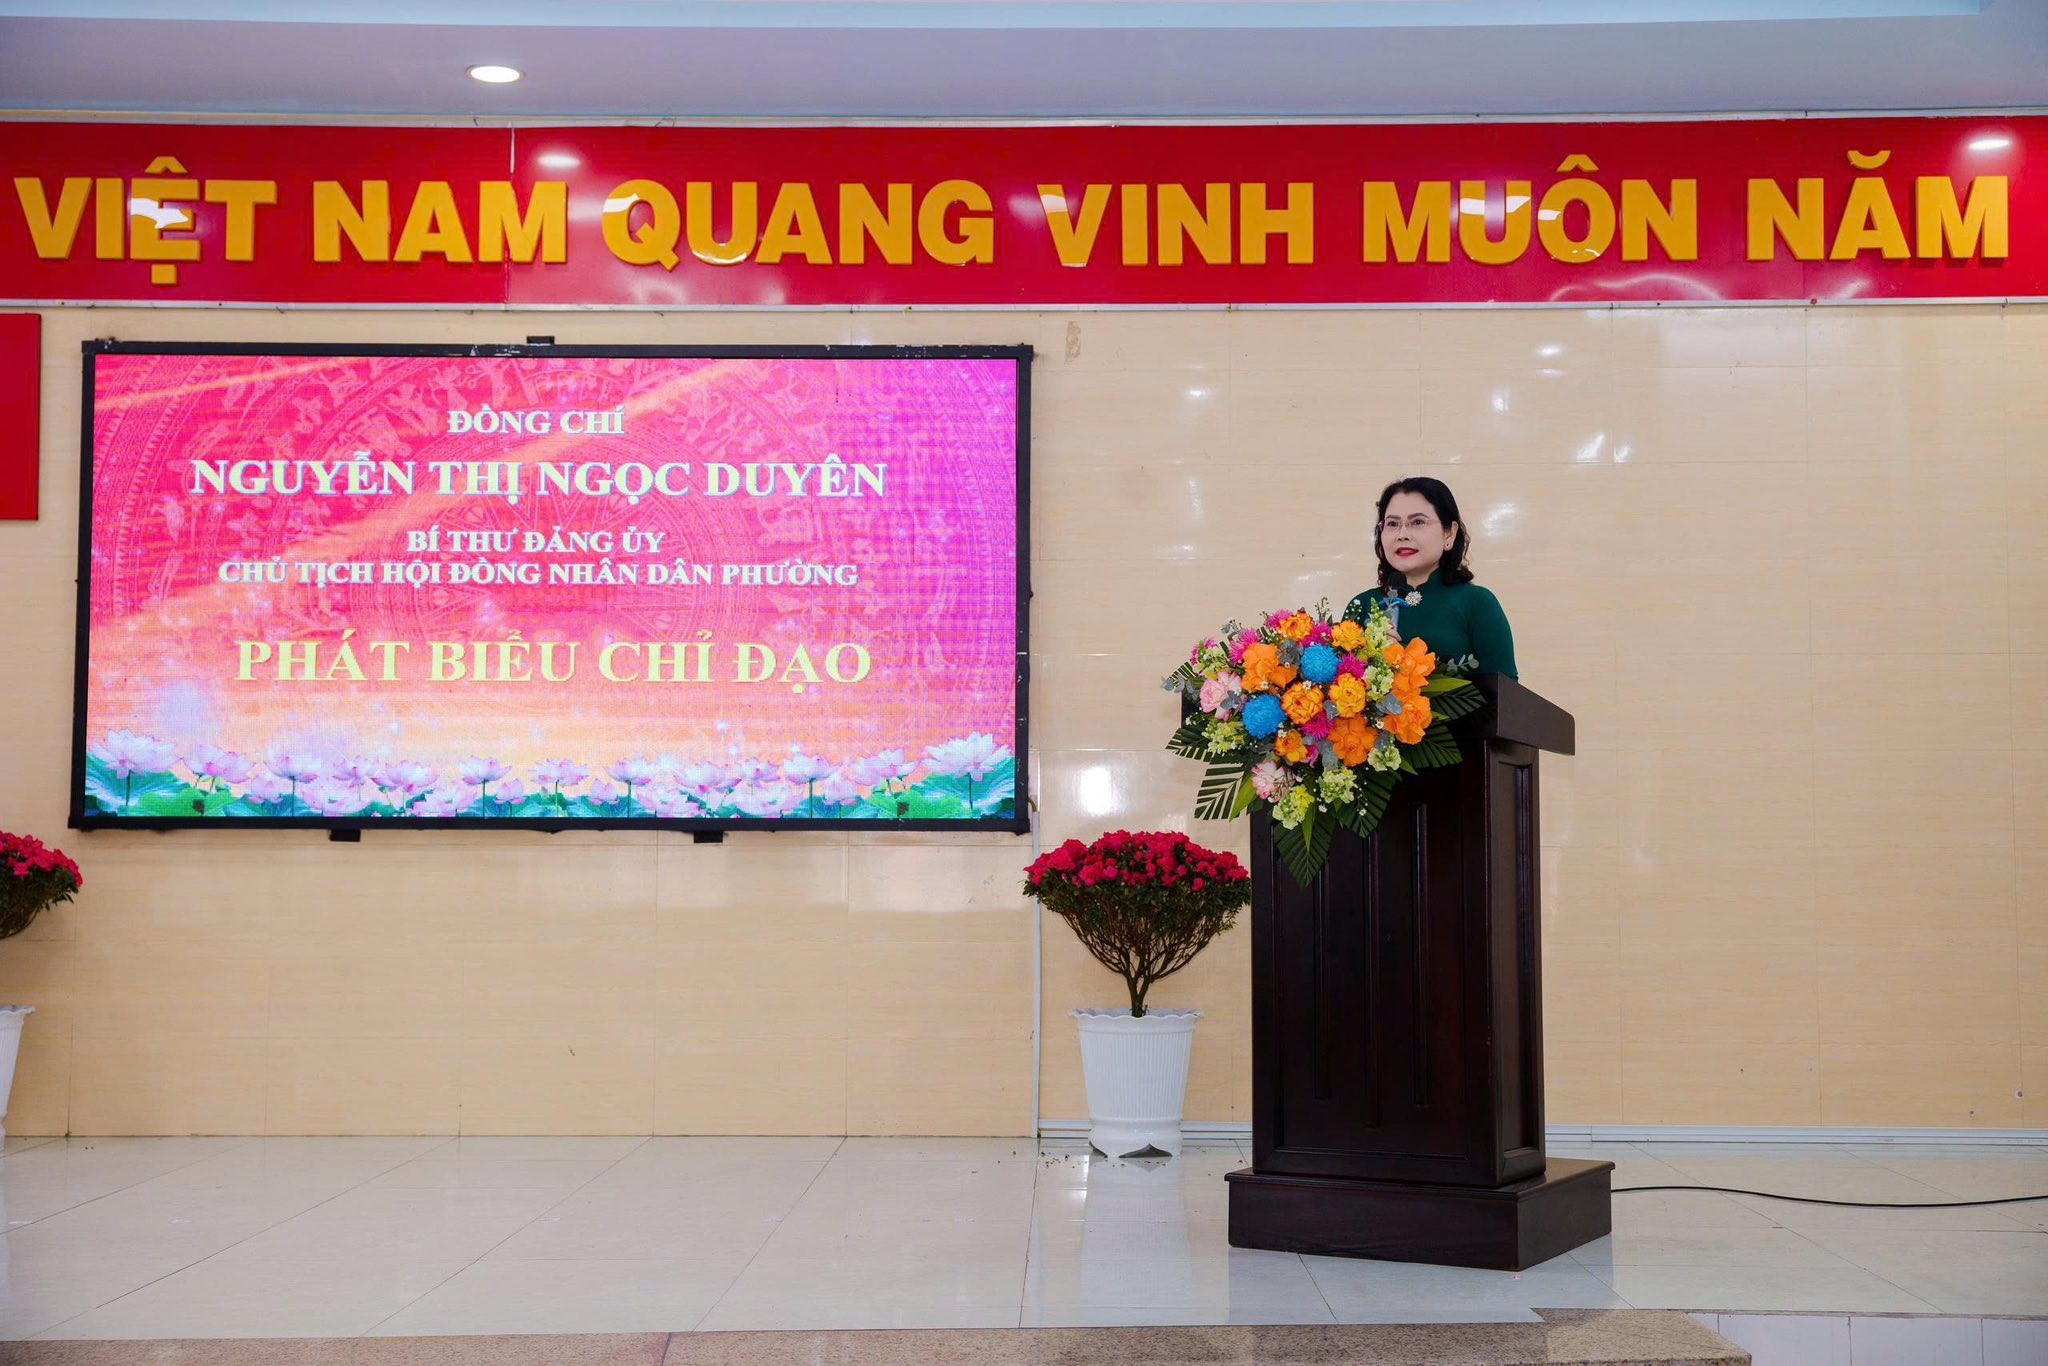 VIỆT NAM QUANG VINH MUÔN NĂM
ĐỒNG CHÍ
NGUYỄN THỊ NGỌC DUYÊN
BÍ THƯ ĐẢNG ỦY
CHỦ TỊCH HỘI ĐỒNG NHÂN DÂN PHƯỜNG
PHÁT BIỂU CHỈ ĐẠO